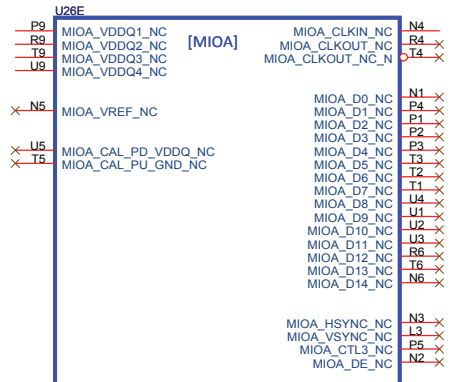 U26E
[MIOA]
P9 MIOA_VDDQ1_NC
R9 MIOA_VDDQ2_NC
T9 MIOA_VDDQ3_NC
U9 MIOA_VDDQ4_NC
N5 MIOA_VREF_NC
U5 MIOA_CAL_PD_VDDQ_NC
T5 MIOA_CAL_PU_GND_NC
MIOA_CLKIN_NC N4
MIOA_CLKOUT_NC R4
MIOA_CLKOUT_NC_N T4
MIOA_D0_NC N1
MIOA_D1_NC P4
MIOA_D2_NC P1
MIOA_D3_NC P2
MIOA_D4_NC P3
MIOA_D5_NC T3
MIOA_D6_NC T2
MIOA_D7_NC T1
MIOA_D8_NC U4
MIOA_D9_NC U1
MIOA_D10_NC U2
MIOA_D11_NC U3
MIOA_D12_NC R6
MIOA_D13_NC T6
MIOA_D14_NC N6
MIOA_HSYNC_NC N3
MIOA_VSYNC_NC L3
MIOA_CTL3_NC P5
MIOA_DE_NC N2